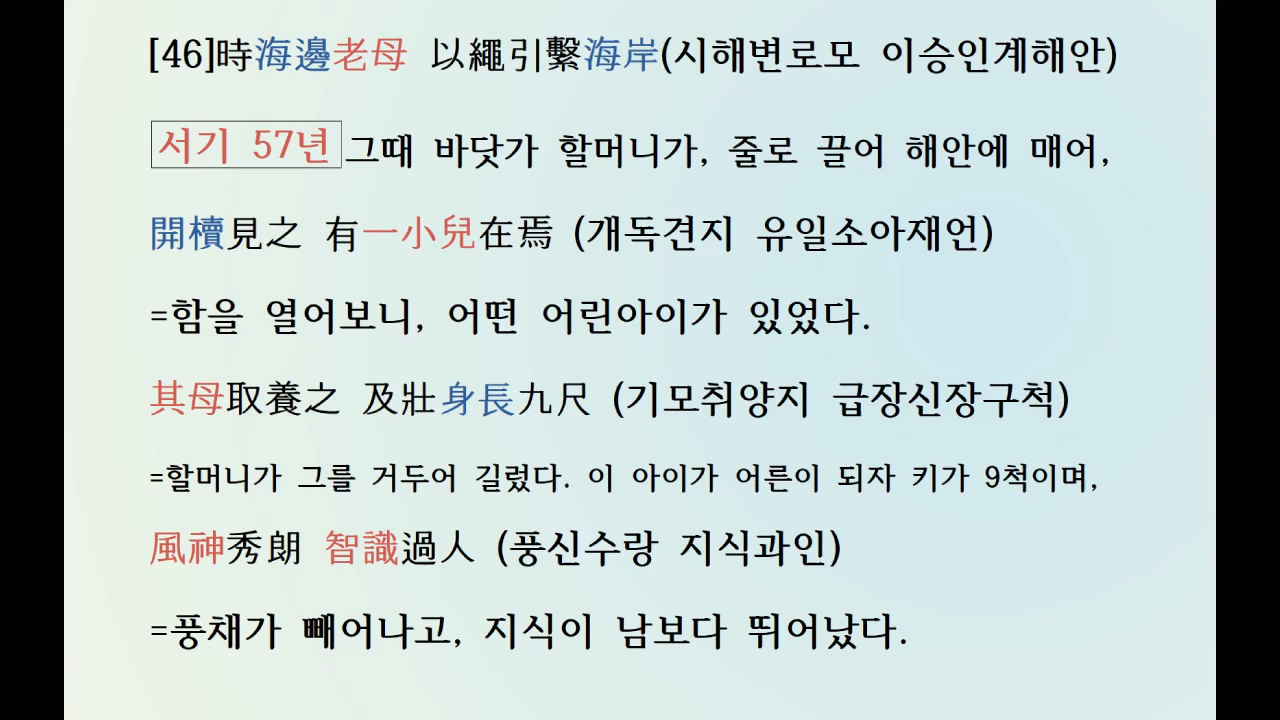 [46]時海邊老母 以繩引繫海岸(시해변로모 이승인계해안)
서기 57년 그때 바닷가 할머니가, 줄로 끌어 해안에 매어,
開櫝見之 有一小兒在焉 (개독견지 유일소아재언)
=함을 열어보니, 어떤 어린아이가 있었다.
其母取養之 及壯身長九尺 (기모취양지 급장신장구척)
=할머니가 그를 거두어 길렀다. 이 아이가 어른이 되자 키가 9척이며,
風神秀朗 智識過人 (풍신수랑 지식과인)
=풍채가 빼어나고, 지식이 남보다 뛰어났다.